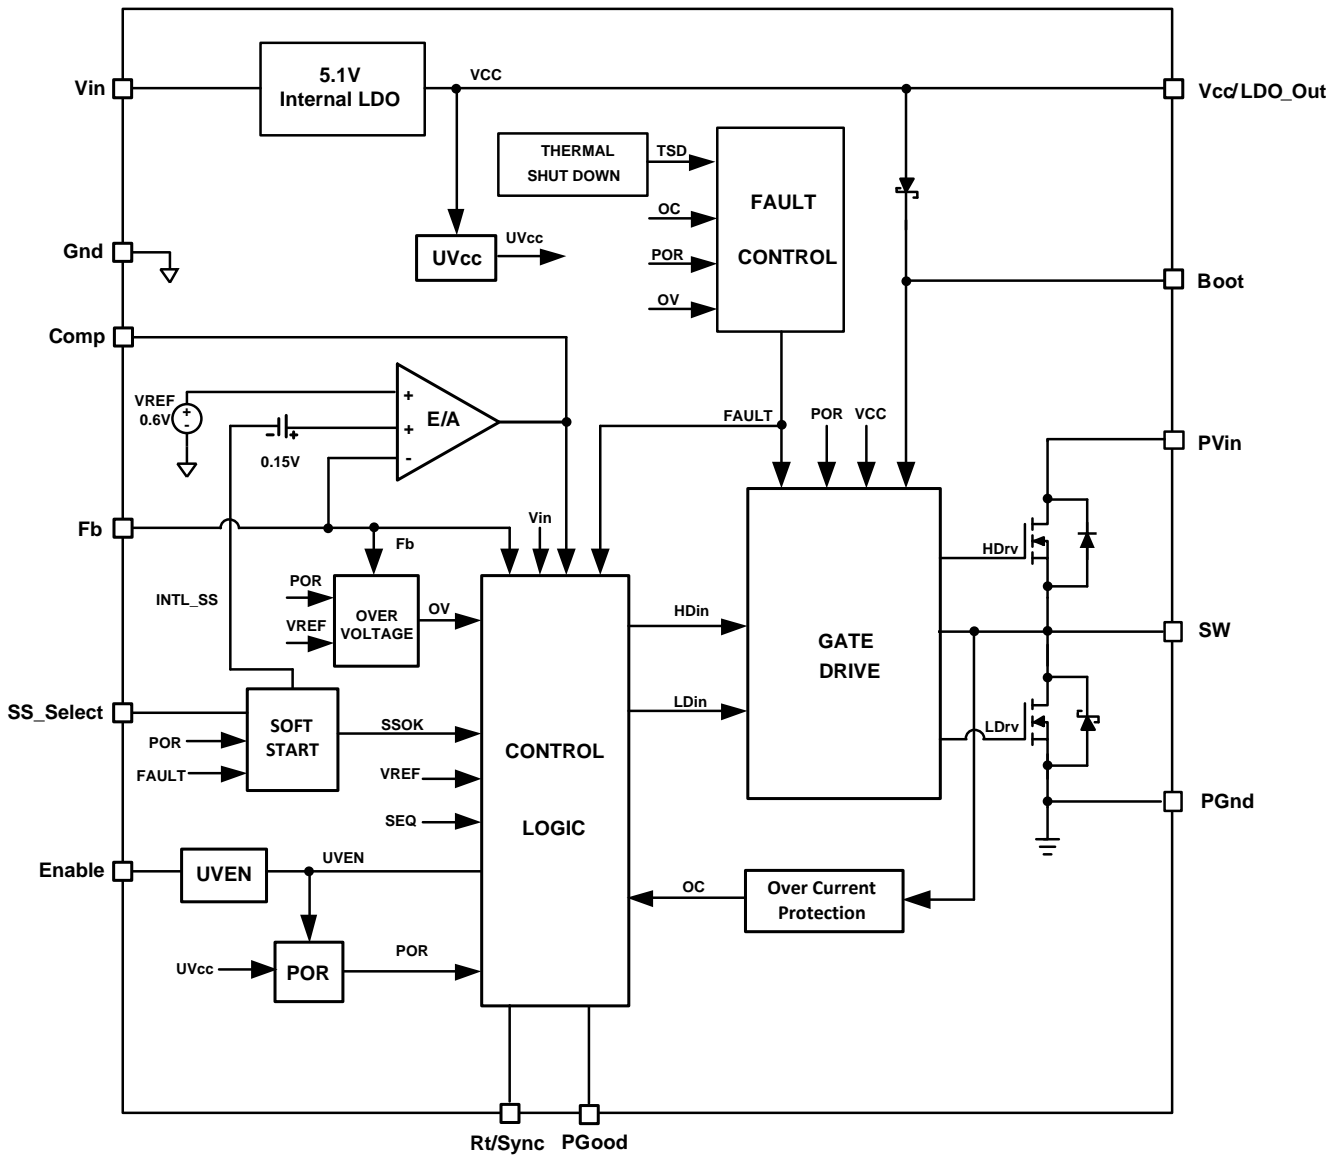 5.1V
Internal LDO
Vin
VCC
Vcc/LDO_Out
THERMAL
SHUT DOWN
TSD
FAULT
CONTROL
OC
POR
OV
Gnd
UVcc
UVcc
Boot
Comp
VREF
0.6V
+
-
+
+
-
E/A
-
+
0.15V
FAULT
POR
VCC
PVin
Fb
Fb
Vin
HDrv
POR
VREF
OVER
VOLTAGE
OV
INTL_SS
HDin
GATE
DRIVE
SW
SS_Select
SOFT
START
POR
FAULT
SSOK
VREF
SEQ
CONTROL
LOGIC
LDin
LDrv
PGnd
Enable
UVEN
UVEN
OC
Over Current
Protection
UVcc
POR
POR
Rt/Sync
PGood